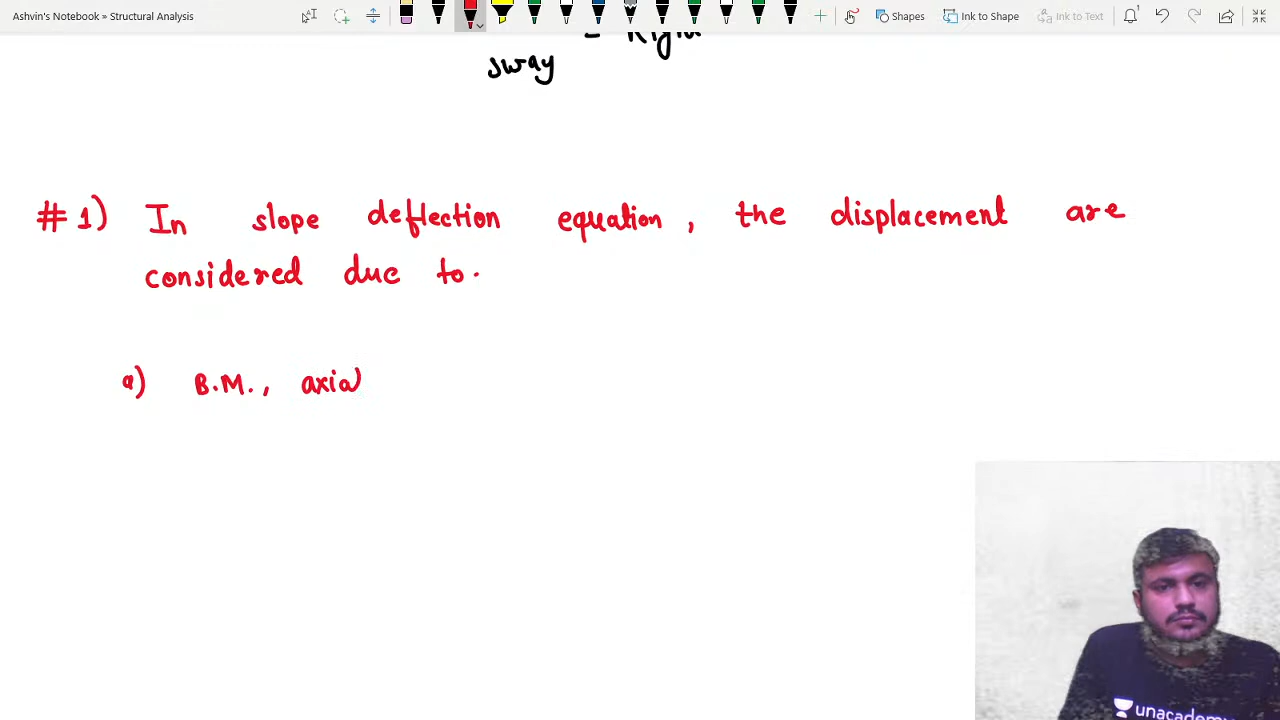 Ashvin's Notebook » Structural Analysis
Shapes
Ink to Shape
Ink to Text
sway
#1) In slope deflection equation, the displacement are
considered due to.
a) B.M., axial
unacademy